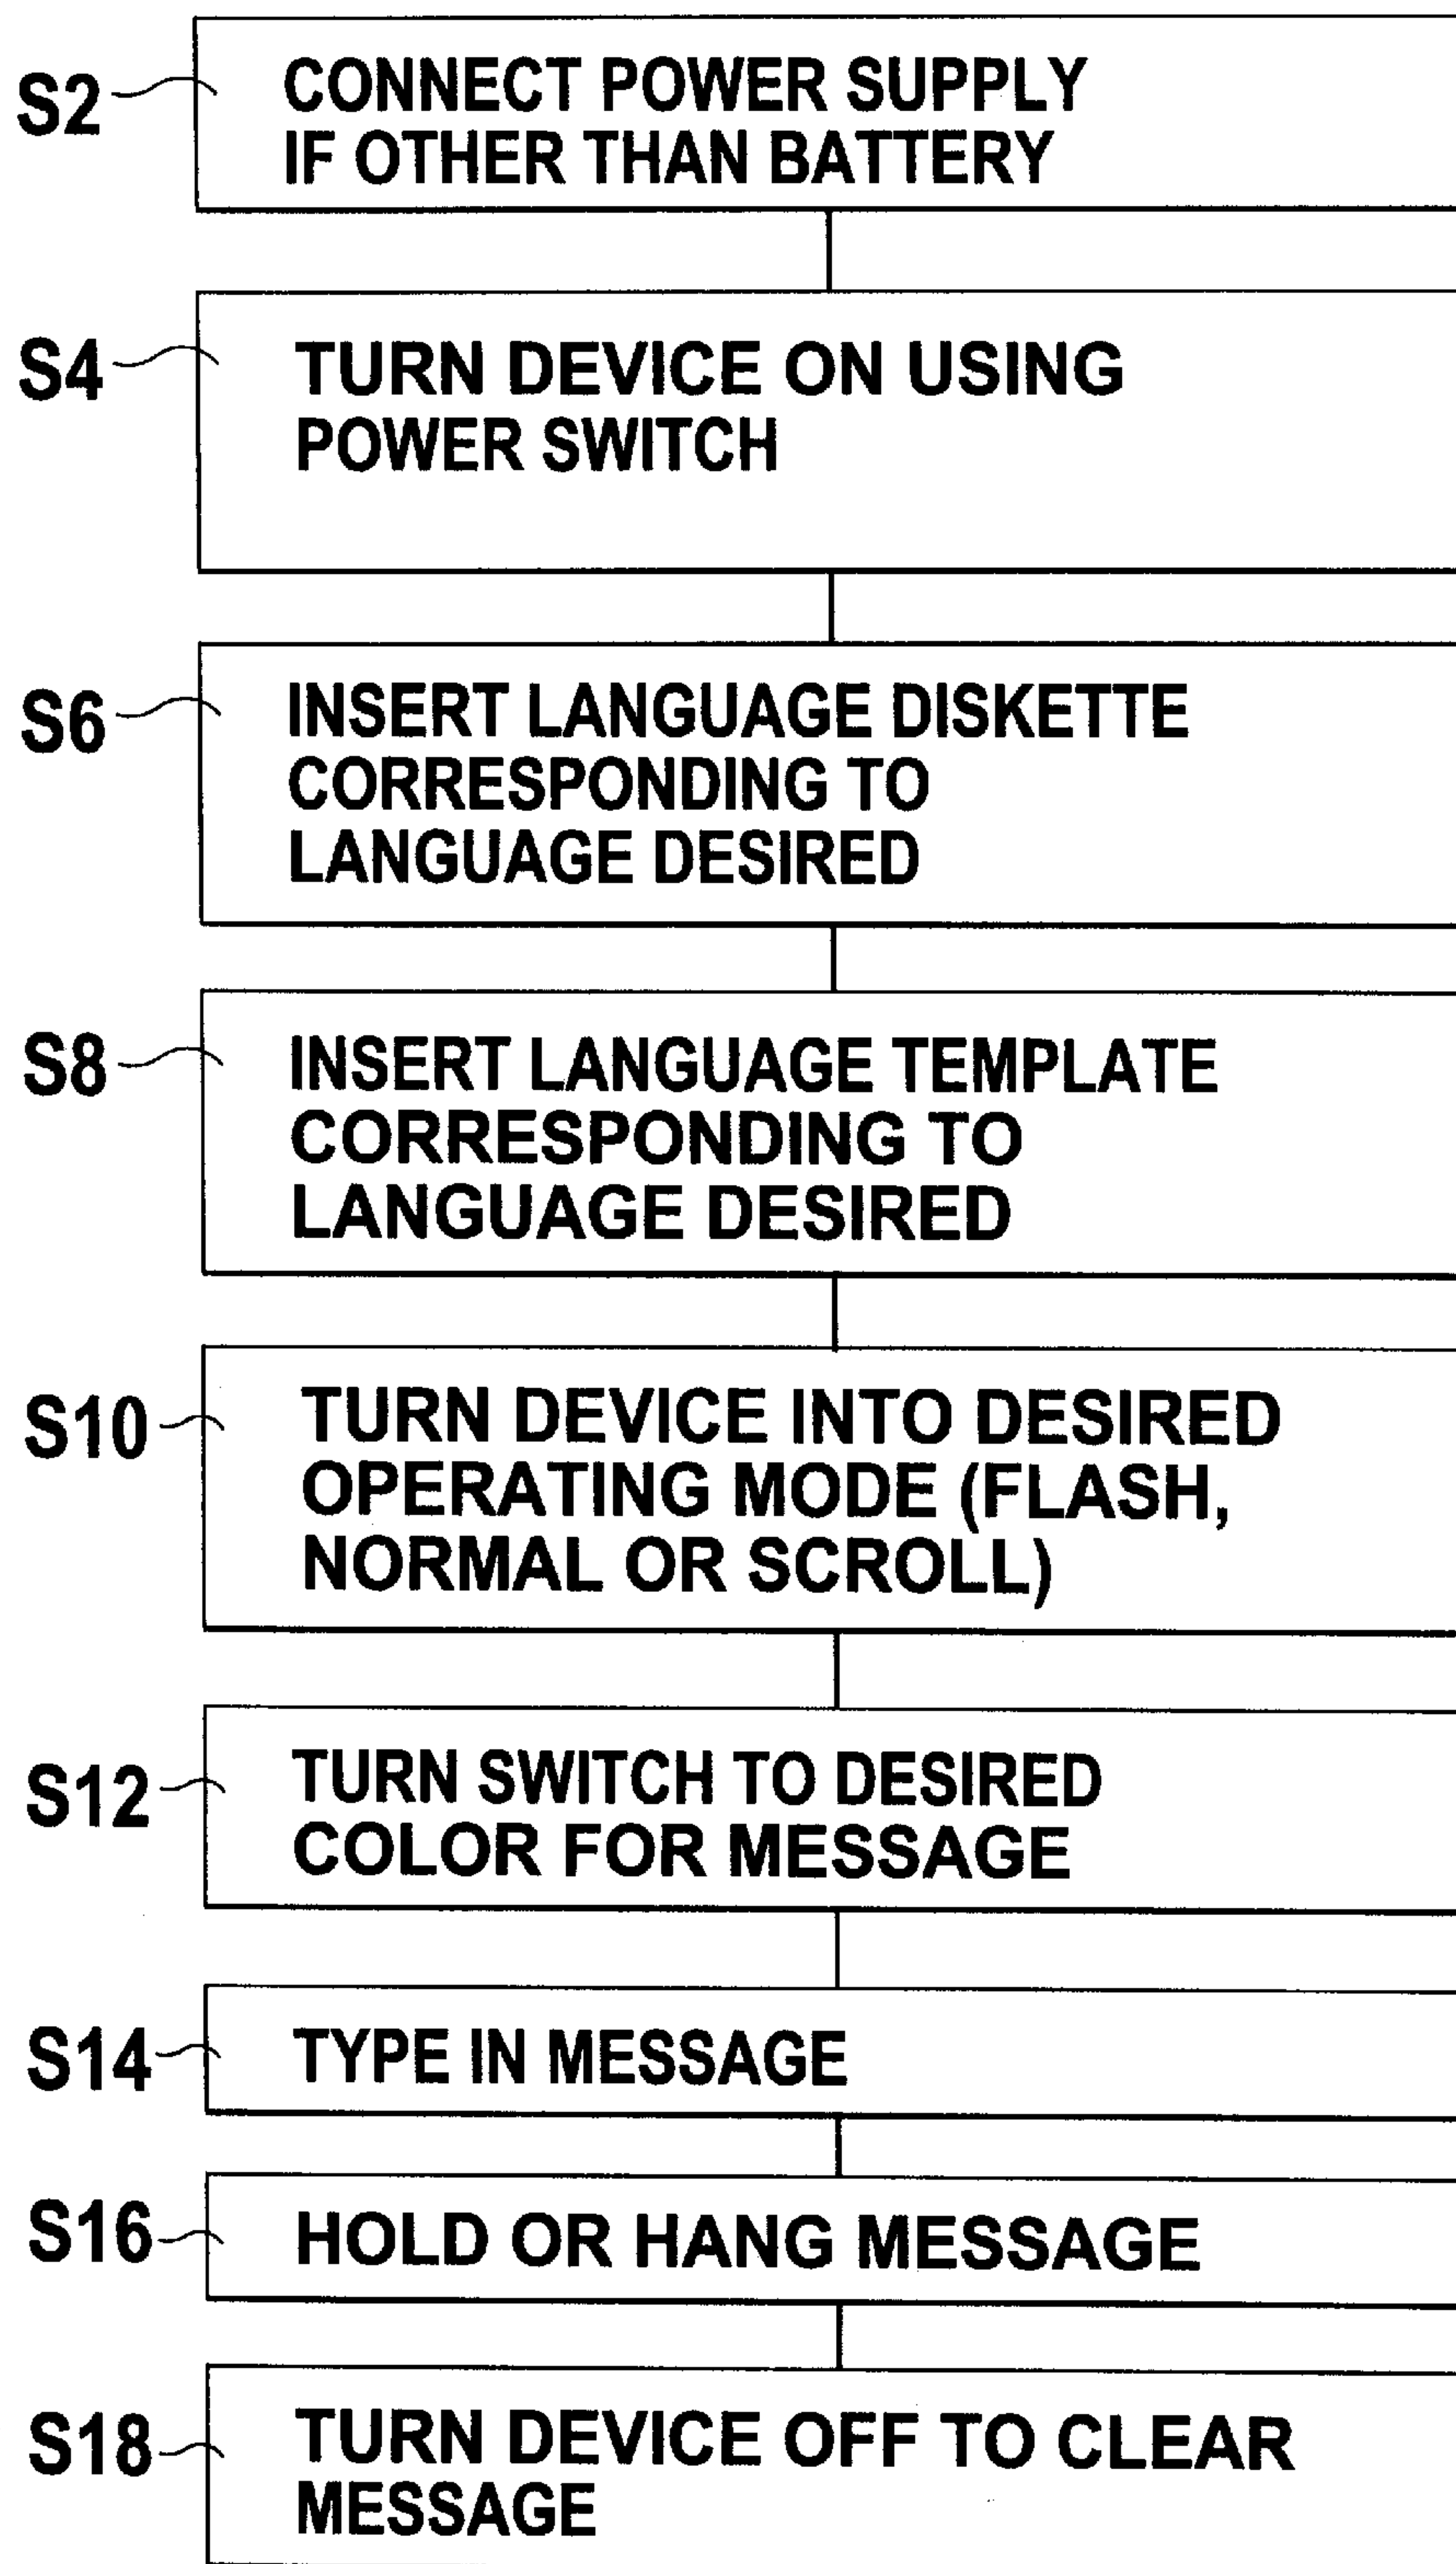 S2
CONNECT POWER SUPPLY
IF OTHER THAN BATTERY
S4
TURN DEVICE ON USING
POWER SWITCH
S6
INSERT LANGUAGE DISKETTE
CORRESPONDING TO
LANGUAGE DESIRED
S8
INSERT LANGUAGE TEMPLATE
CORRESPONDING TO
LANGUAGE DESIRED
S10
TURN DEVICE INTO DESIRED
OPERATING MODE (FLASH,
NORMAL OR SCROLL)
S12
TURN SWITCH TO DESIRED
COLOR FOR MESSAGE
S14
TYPE IN MESSAGE
S16
HOLD OR HANG MESSAGE
S18
TURN DEVICE OFF TO CLEAR
MESSAGE